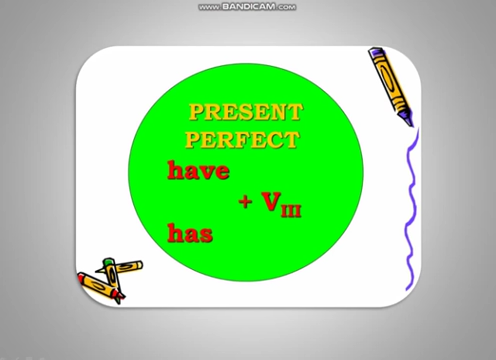 www.BANDICAM.com
PRESENT
PERFECT
have
+ VIII
has